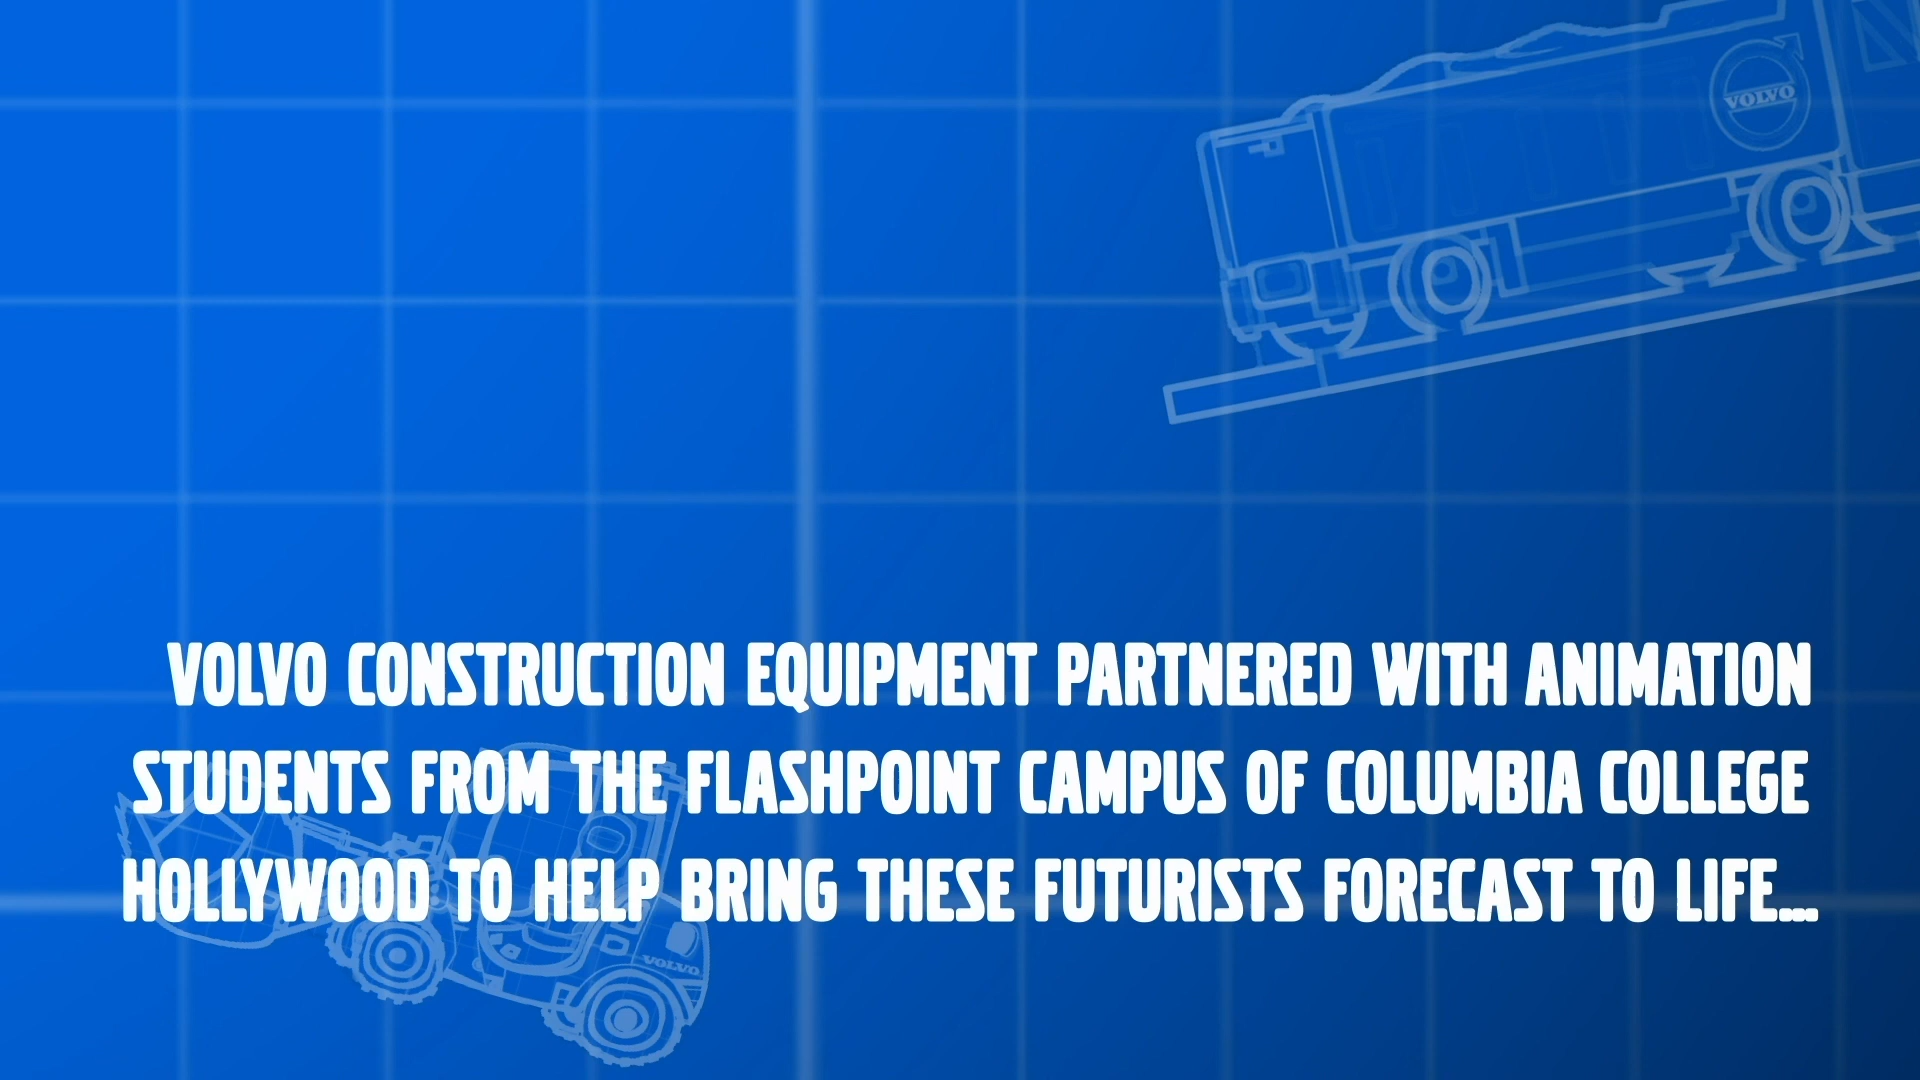 VOLVO
VOLVO CONSTRUCTION EQUIPMENT PARTNERED WITH ANIMATION
STUDENTS FROM THE FLASHPOINT CAMPUS OF COLUMBIA COLLEGE
HOLLYWOOD TO HELP BRING THESE FUTURISTS FORECAST TO LIFE...
VOLVO